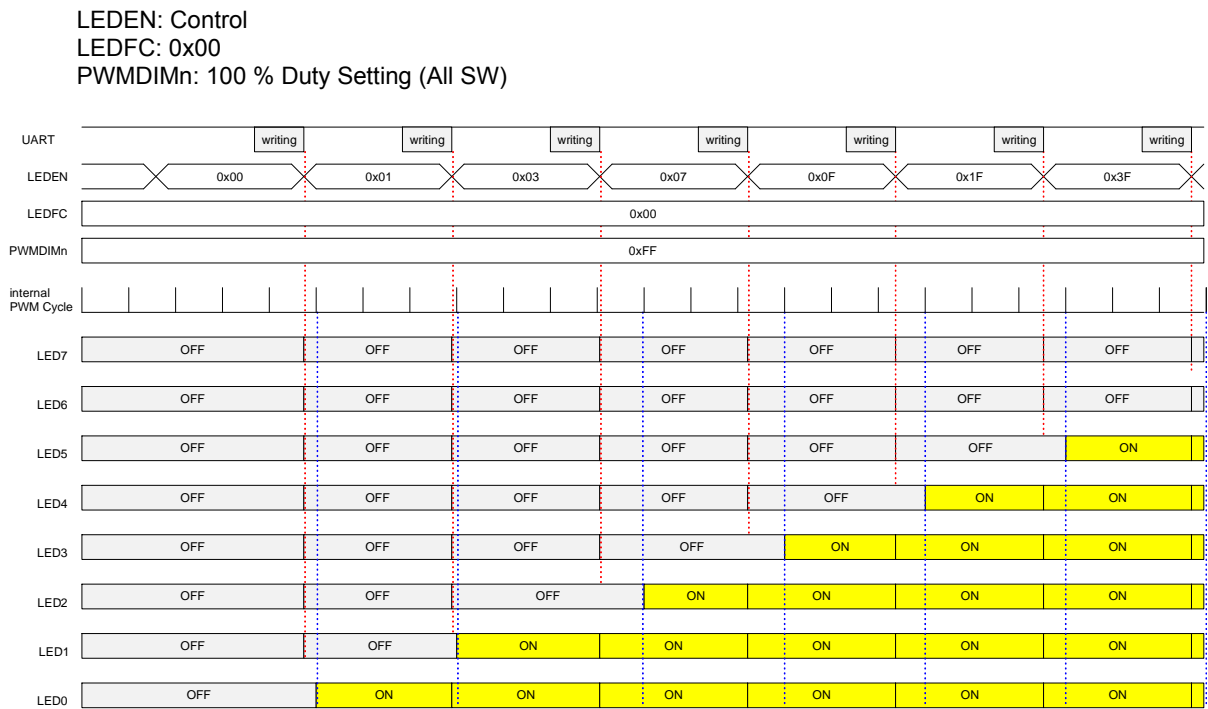 LEDEN: Control
LEDFC: 0x00
PWMDIMn: 100 % Duty Setting (All SW)
UART writing writing writing writing writing writing writing
LEDEN 0x00 0x01 0x03 0x07 0x0F 0x1F 0x3F
LEDFC 0x00
PWMDIMn 0xFF
internal
PWM Cycle
LED7 OFF OFF OFF OFF OFF OFF OFF
LED6 OFF OFF OFF OFF OFF OFF OFF
LED5 OFF OFF OFF OFF OFF OFF ON
LED4 OFF OFF OFF OFF OFF ON ON
LED3 OFF OFF OFF OFF ON ON ON
LED2 OFF OFF OFF ON ON ON ON
LED1 OFF OFF ON ON ON ON ON
LED0 OFF ON ON ON ON ON ON